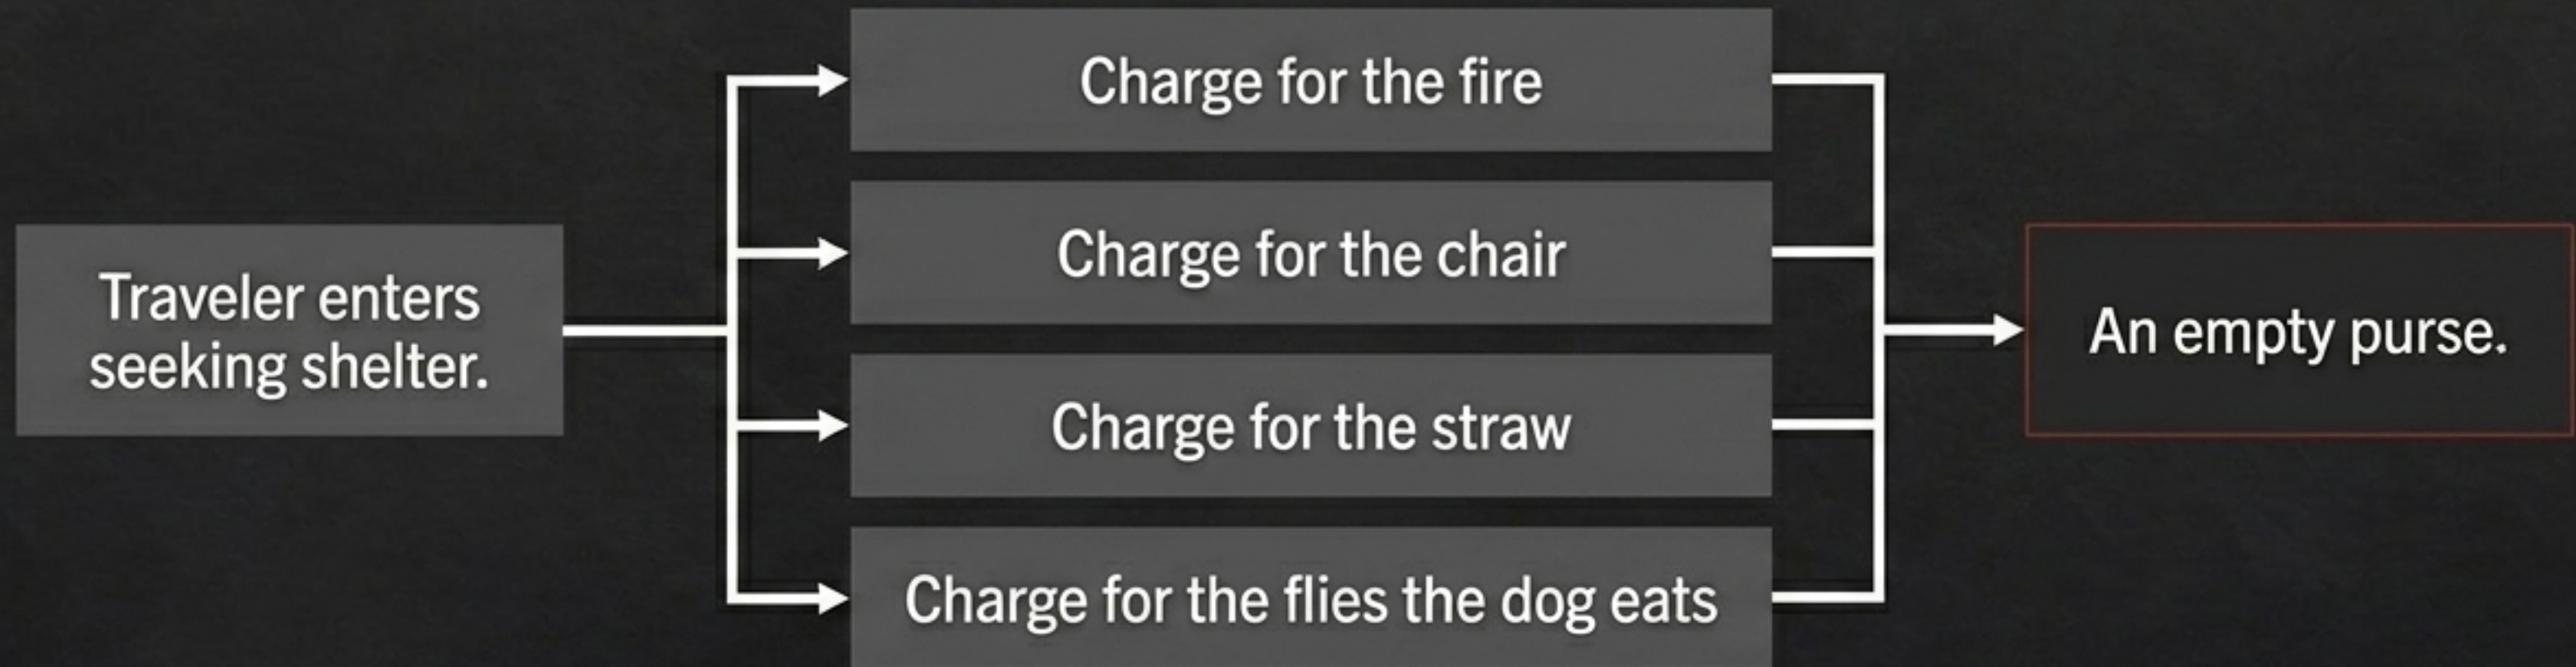 Traveler enters
seeking shelter.
Charge for the fire
Charge for the chair
Charge for the straw
Charge for the flies the dog eats
An empty purse.